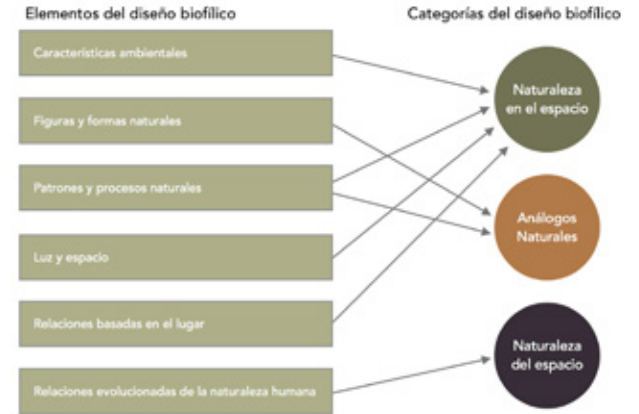 Elementos del diseño biofílico
Categorías del diseño biofílico
Características ambientales
Figuras y formas naturales
Patrones y procesos naturales
Luz y espacio
Relaciones basadas en el lugar
Relaciones evolucionadas de la naturaleza humana
Naturaleza
en el espacio
Análogos
Naturales
Naturaleza
del espacio